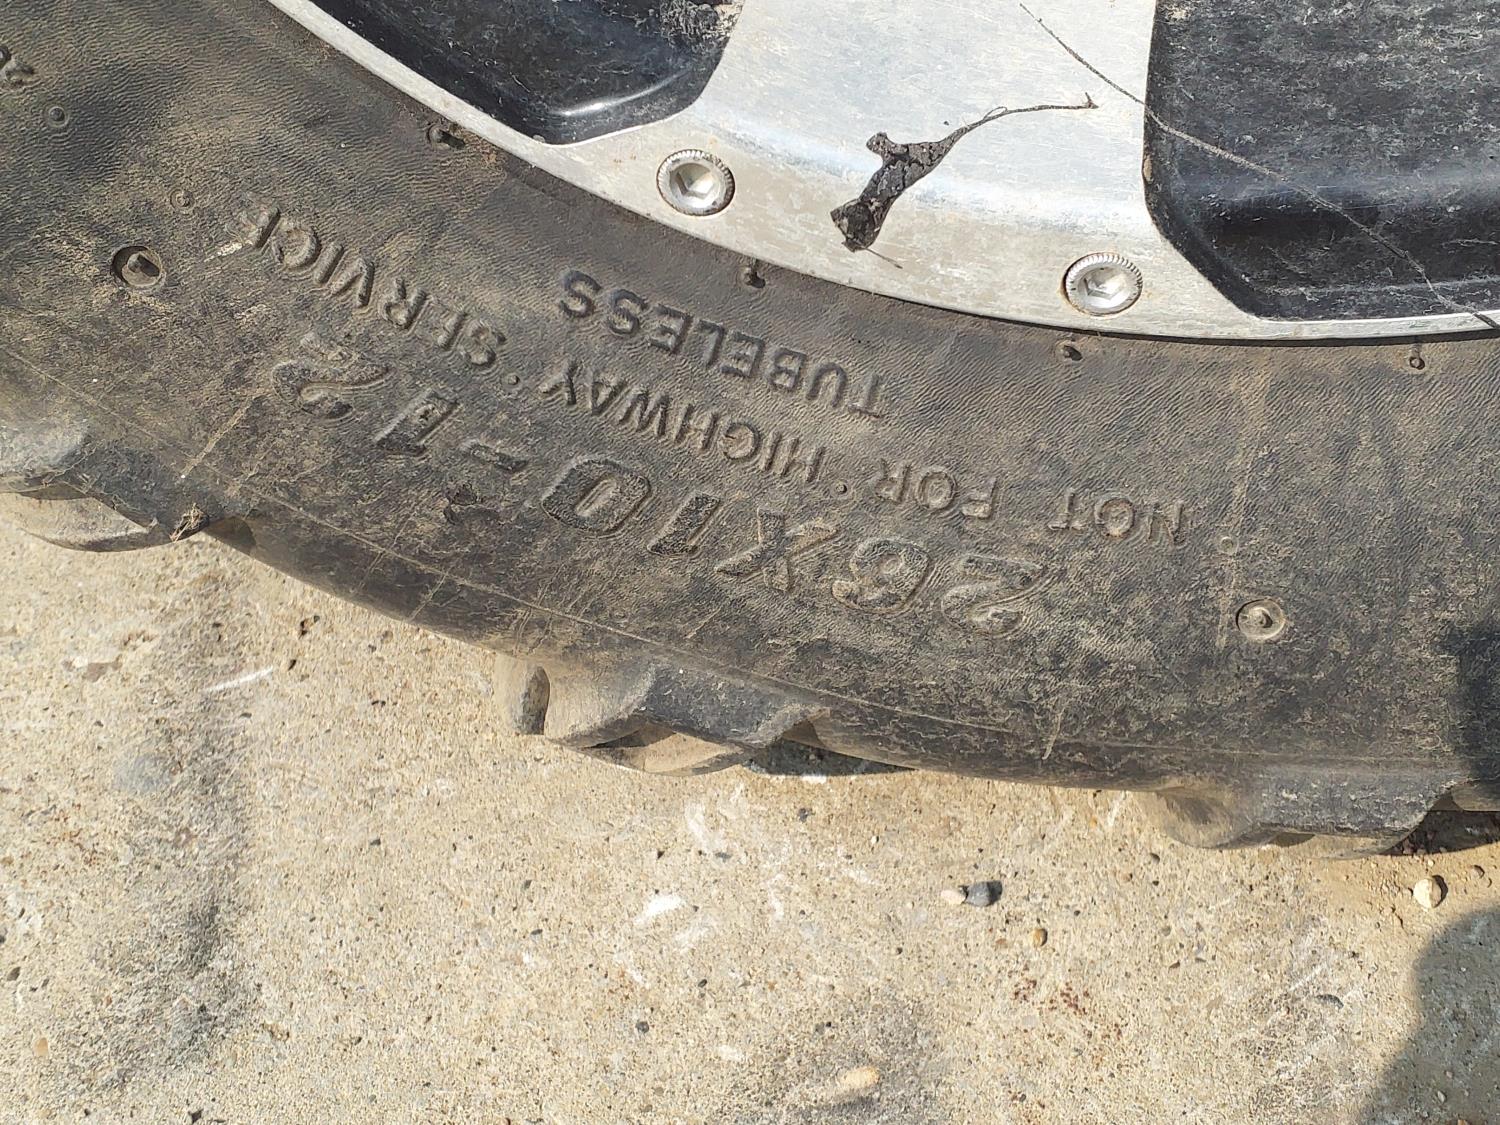 TUBELESS
NOT FOR HIGHWAY SERVICE
26X10-12